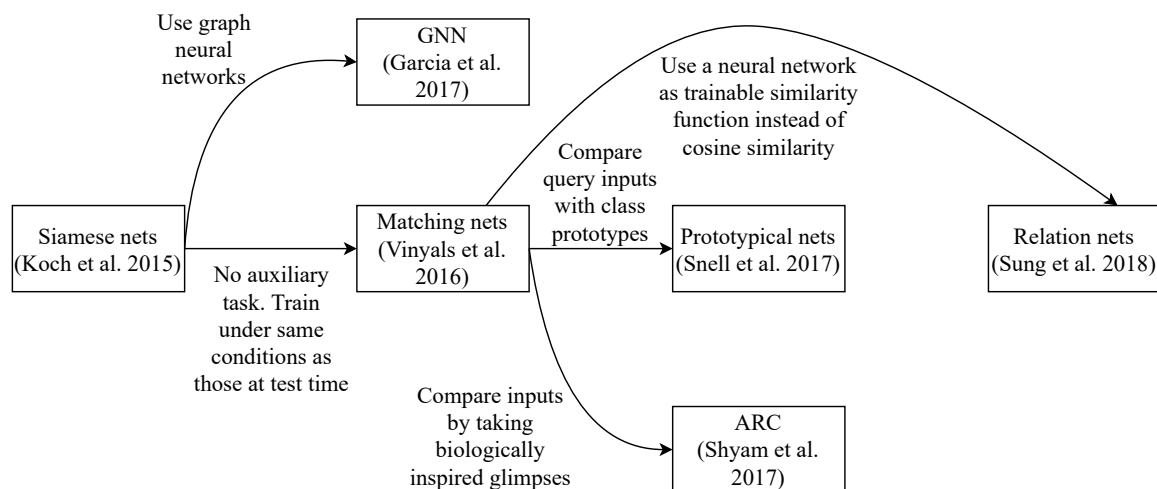 Use graph
neural
networks
GNN
(Garcia et al.
2017)
Use a neural network
as trainable similarity
function instead of
cosine similarity
Compare
query inputs
with class
prototypes
Siamese nets
(Koch et al. 2015)
Matching nets
(Vinyals et al.
2016)
Prototypical nets
(Snell et al. 2017)
Relation nets
(Sung et al. 2018)
No auxiliary
task. Train
under same
conditions as
those at test time
Compare inputs
by taking
biologically
inspired glimpses
ARC
(Shyam et al.
2017)